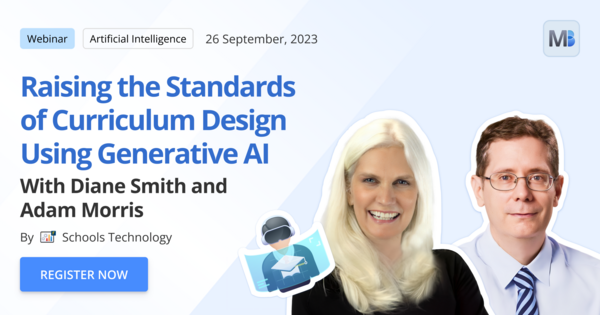 Webinar
Artificial Intelligence
26 September, 2023
MB
Raising the Standards
of Curriculum Design
Using Generative AI
With Diane Smith and
Adam Morris
By Schools Technology
REGISTER NOW